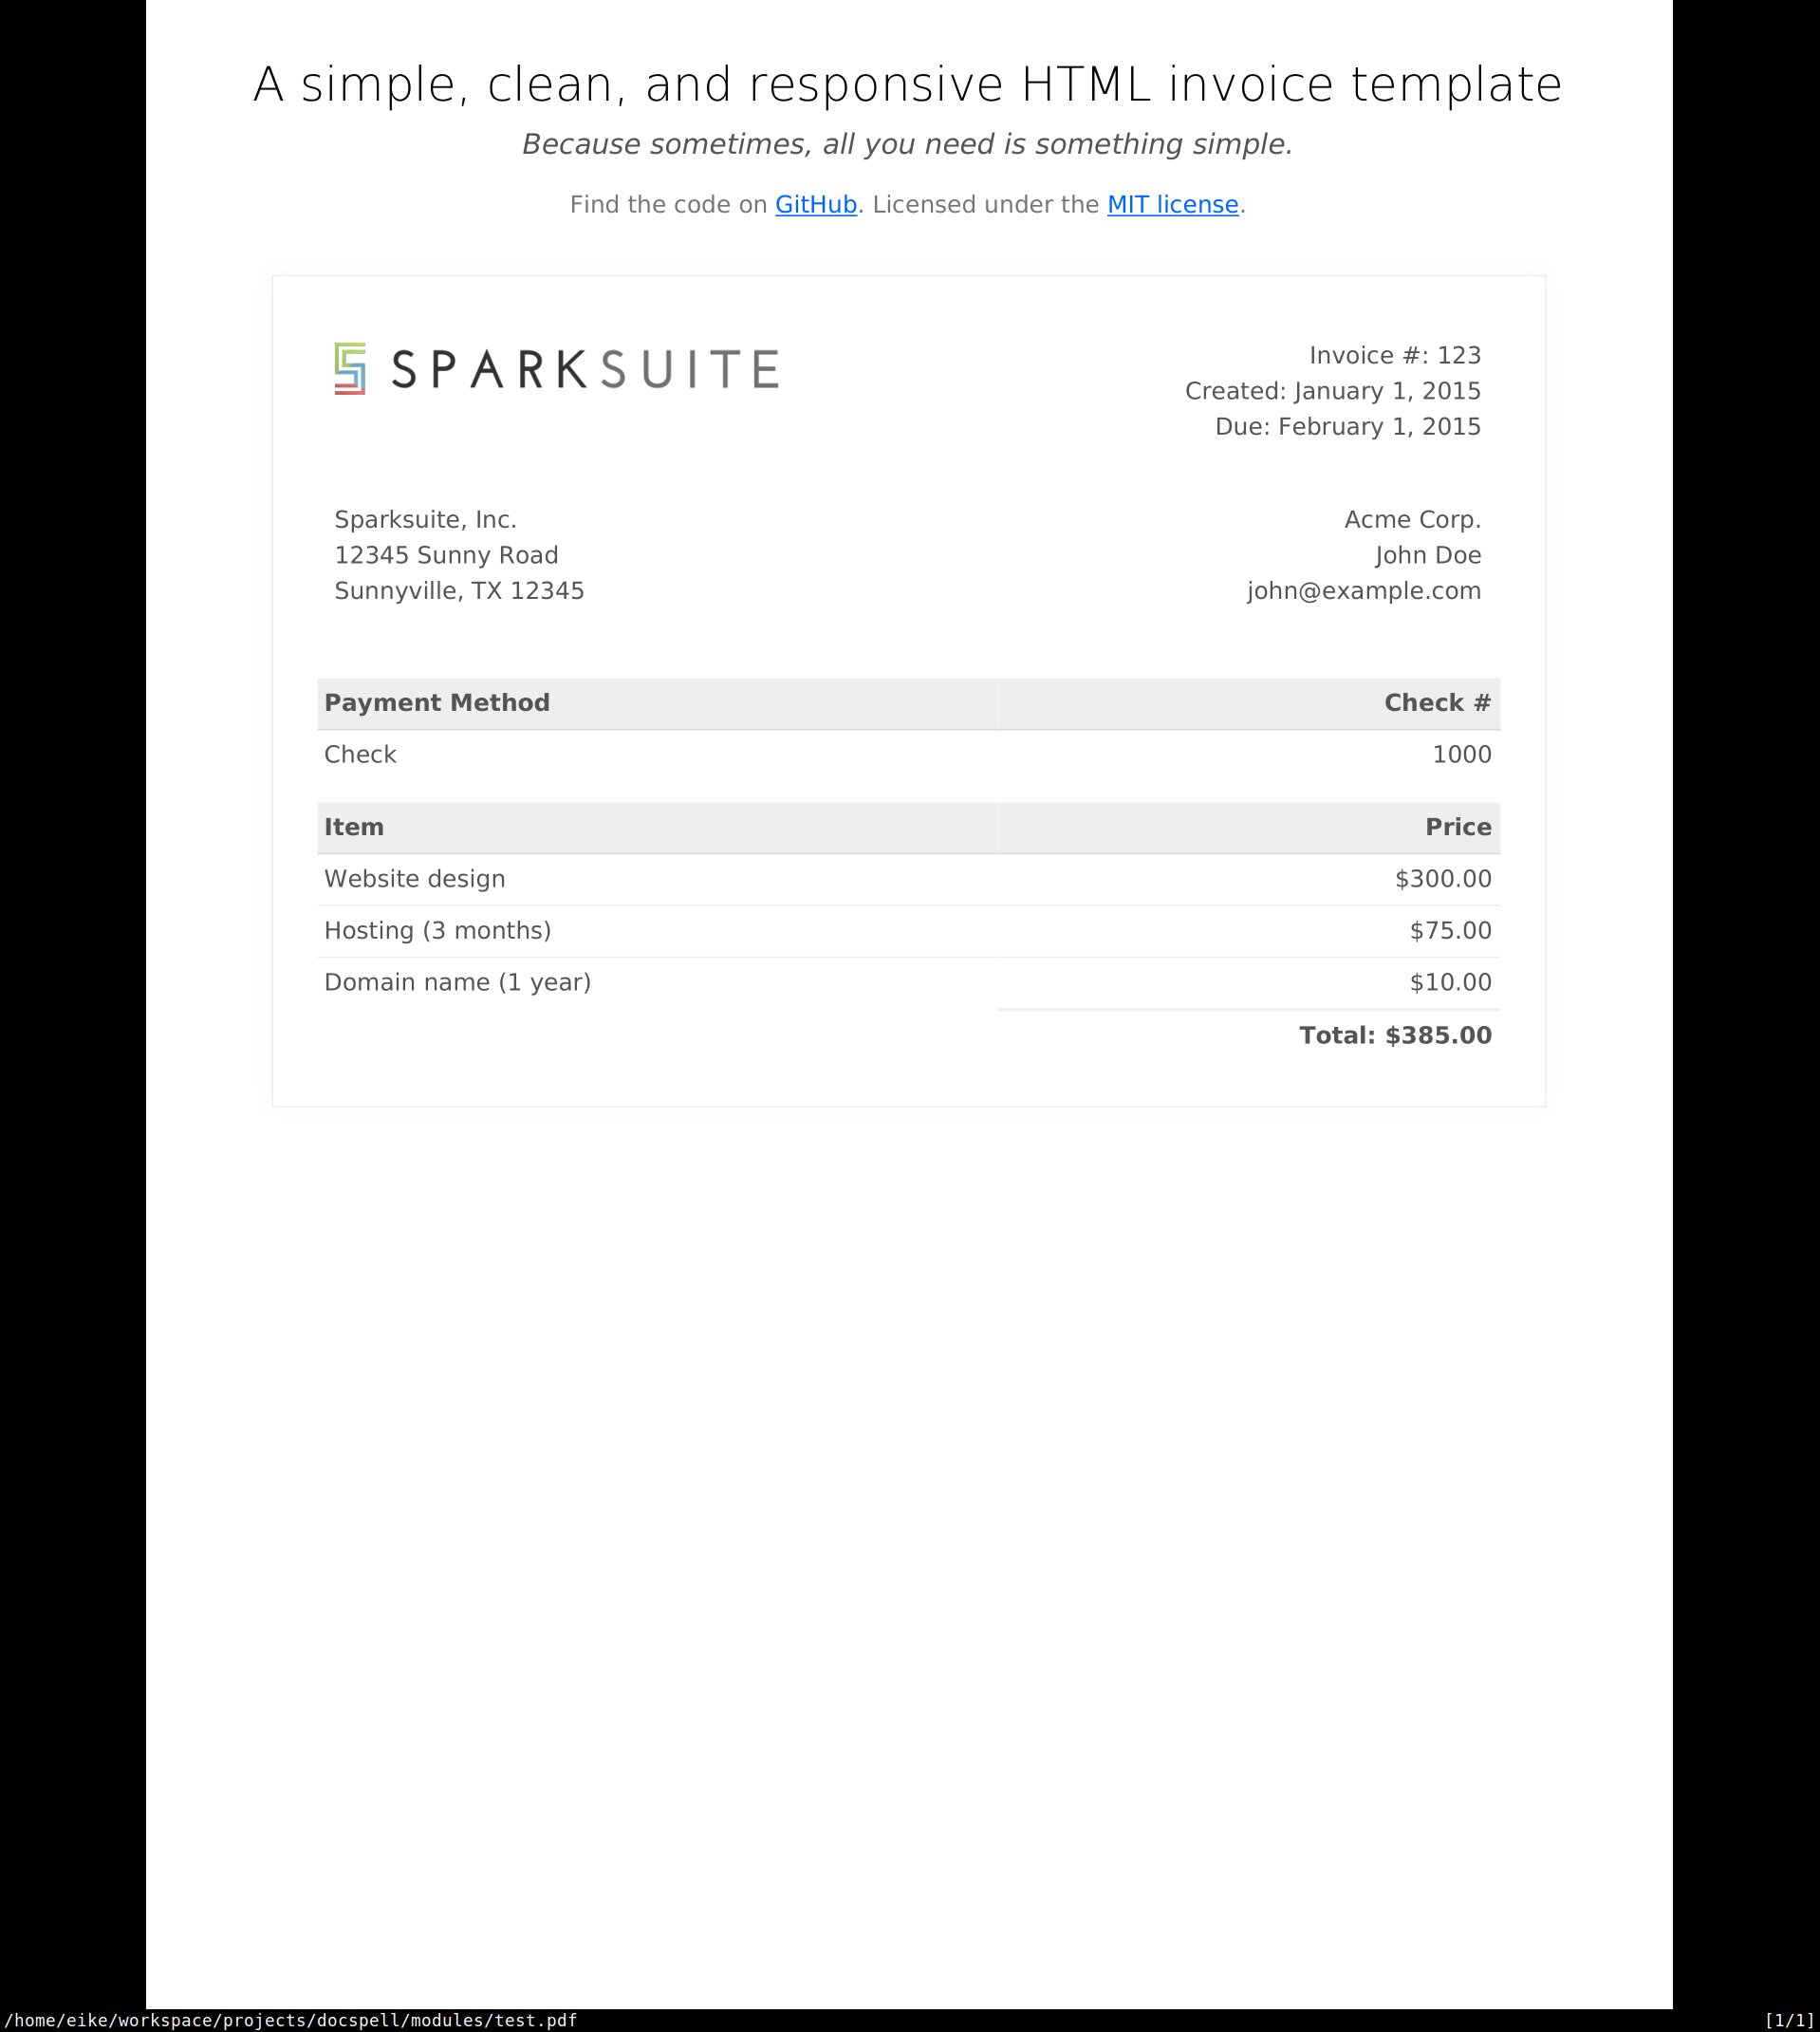 A simple, clean, and responsive HTML invoice template
Because sometimes, all you need is something simple.
Find the code on GitHub. Licensed under the MIT license.
SPARKSUITE
Invoice #: 123
Created: January 1, 2015
Due: February 1, 2015
Sparksuite, Inc.
12345 Sunny Road
Sunnyville, TX 12345
Acme Corp.
John Doe
john@example.com
Payment Method Check #
Check 1000
Item Price
Website design $300.00
Hosting (3 months) $75.00
Domain name (1 year) $10.00
Total: $385.00
/home/eike/workspace/projects/docspell/modules/test.pdf [1/1]